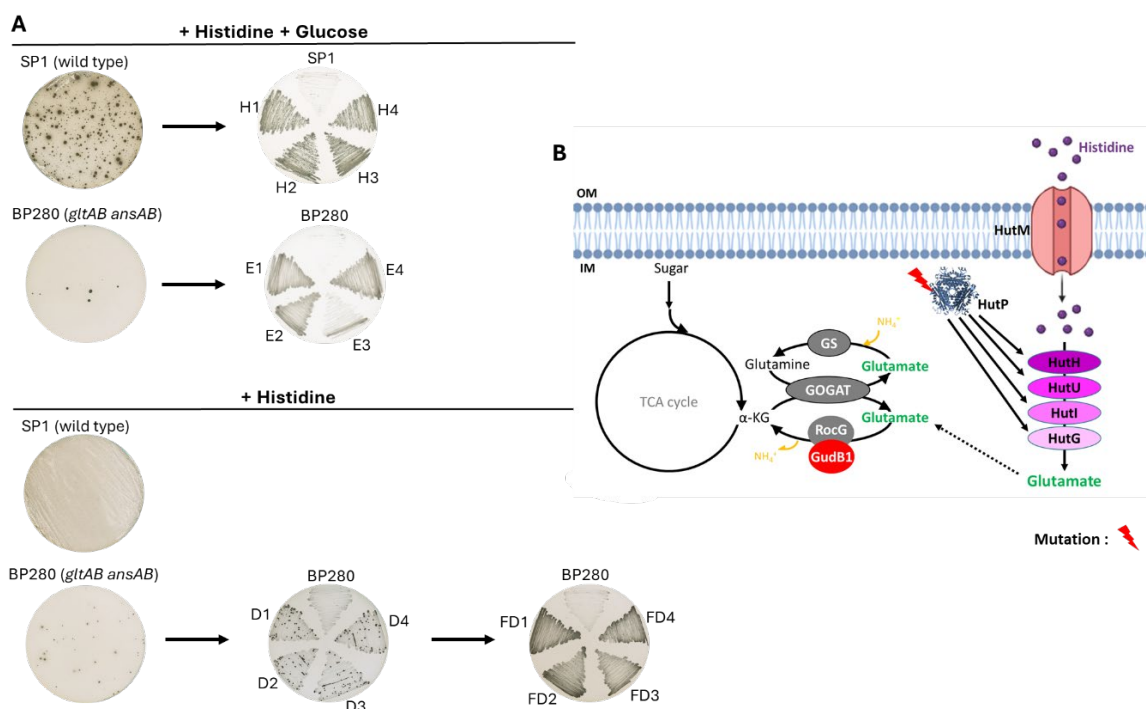 A
+ Histidine + Glucose
SP1 (wild type)
SP1
H1
H4
H2
H3
BP280 (gltAB ansAB)
BP280
E1
E4
E2
E3
+ Histidine
SP1 (wild type)
BP280 (gltAB ansAB)
BP280
D1
D4
D2
D3
BP280
FD1
FD4
FD2
FD3
B
Histidine
OM
HutM
IM
Sugar
HutP
NH₄⁺
GS
Glutamine
Glutamate
HutH
GOGAT
HutU
TCA cycle
α-KG
Glutamate
HutI
RocG
HutG
NH₄⁺
GudB1
Glutamate
Mutation :